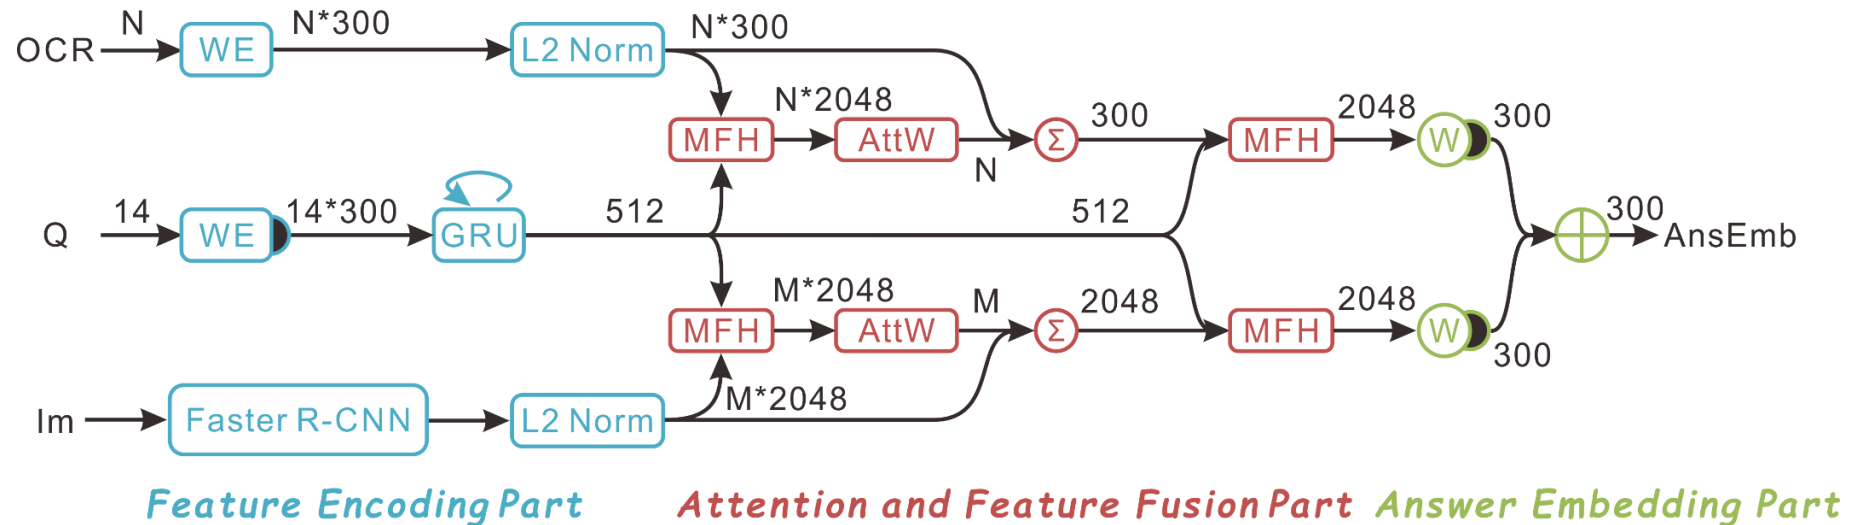 OCR N WE N*300 L2 Norm N*300
MFH N*2048 AttW N Σ 300 MFH 2048 W 300
Q 14 WE 14*300 GRU 512 512 300 AnsEmb
MFH M*2048 AttW M Σ 2048 MFH 2048 W 300
Im Faster R-CNN L2 Norm M*2048
Feature Encoding Part Attention and Feature Fusion Part Answer Embedding Part